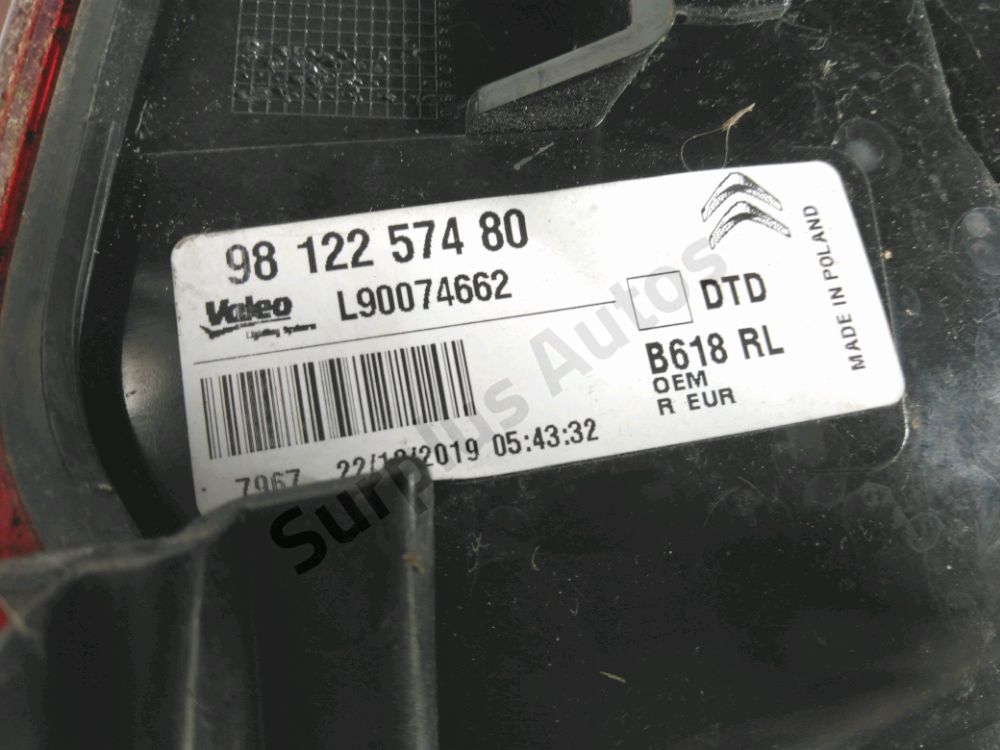 98 122 574 80
Valeo L90074662
Lighting Systems
DTD
B618 RL
OEM
R EUR
MADE IN POLAND
7967 2019 05:43:32
Surplus Autos